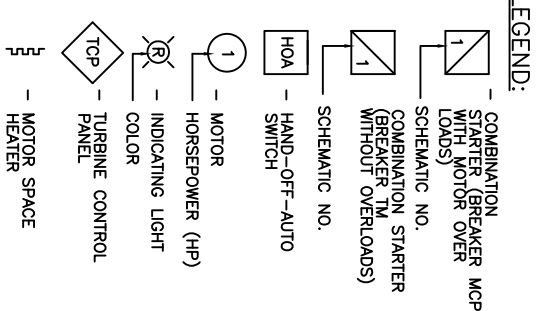 LEGEND:
1
- COMBINATION
STARTER (BREAKER MCP
WITH MOTOR OVER
LOADS)
SCHEMATIC NO.
1
COMBINATION STARTER
(BREAKER TM
WITHOUT OVERLOADS)
SCHEMATIC NO.
HOA
- HAND-OFF-AUTO
SWITCH
1
- MOTOR
HORSEPOWER (HP)
R
- INDICATING LIGHT
COLOR
TCP
- TURBINE CONTROL
PANEL
- MOTOR SPACE
HEATER